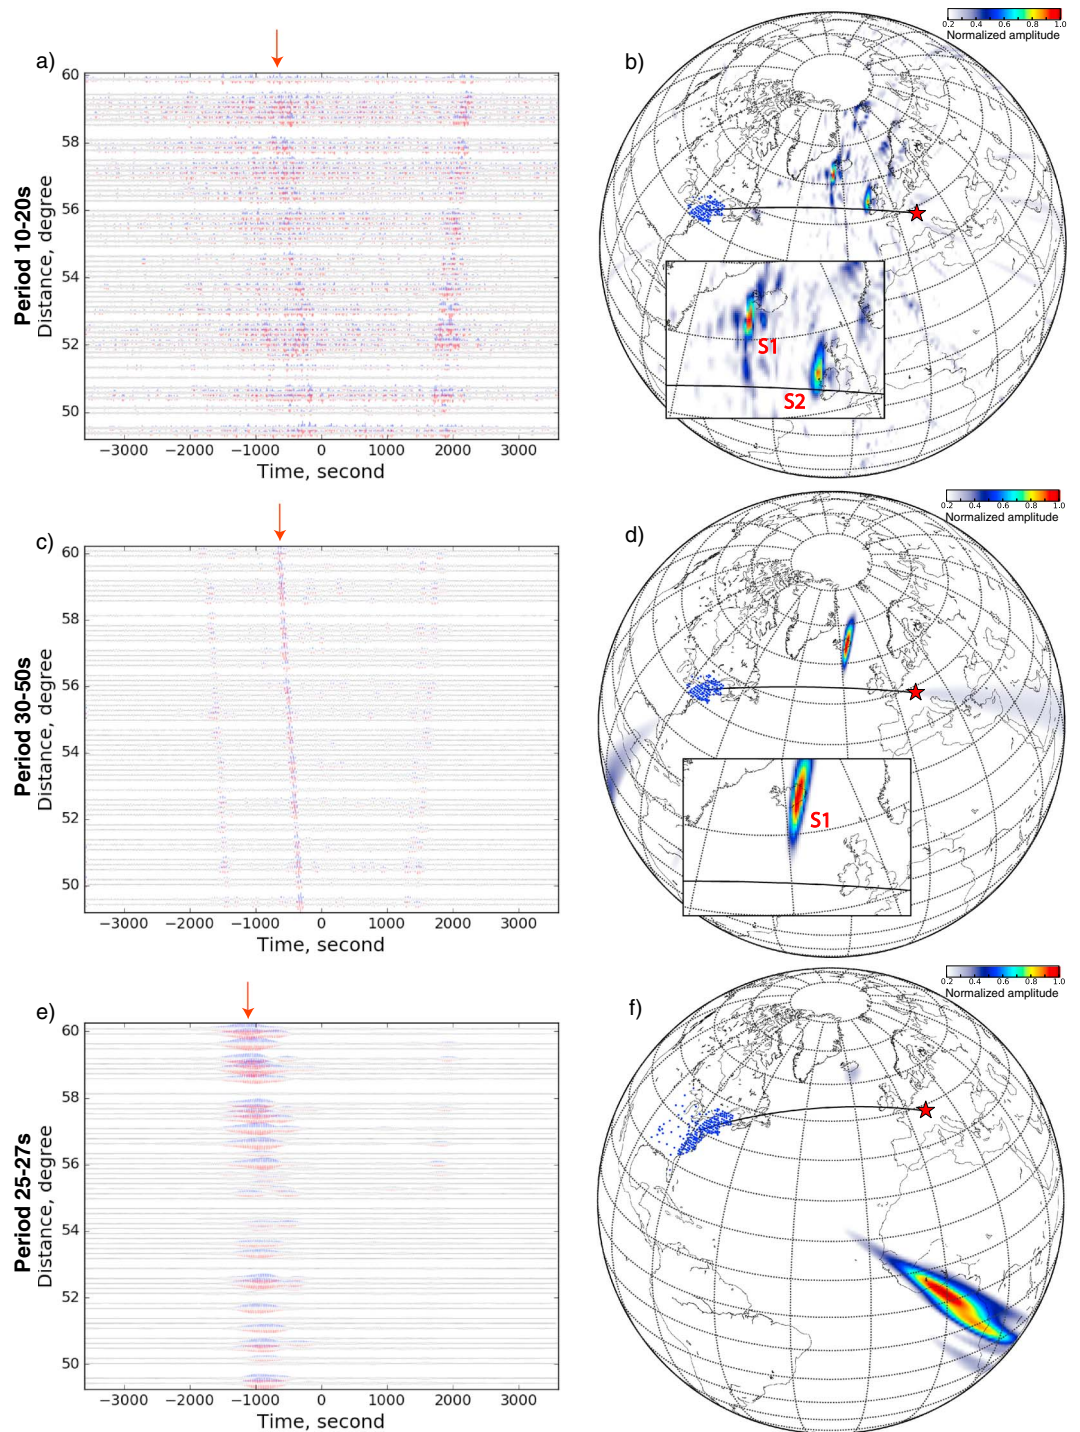 a)
Period 10-20s
Distance, degree
60
58
56
54
52
50
−3000 −2000 −1000 0 1000 2000 3000
Time, second
b)
0.2 0.4 0.6 0.8 1.0
Normalized amplitude
S1
S2
c)
Period 30-50s
Distance, degree
60
58
56
54
52
50
−3000 −2000 −1000 0 1000 2000 3000
Time, second
d)
0.2 0.4 0.6 0.8 1.0
Normalized amplitude
S1
e)
Period 25-27s
Distance, degree
60
58
56
54
52
50
−3000 −2000 −1000 0 1000 2000 3000
Time, second
f)
0.2 0.4 0.6 0.8 1.0
Normalized amplitude